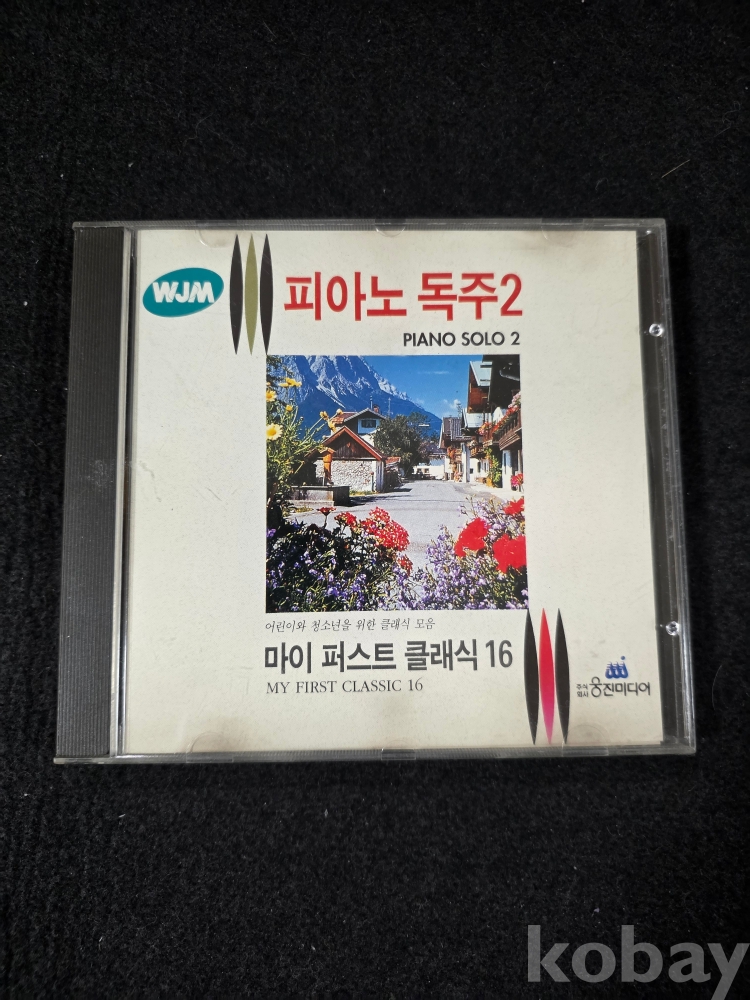 WJM
피아노 독주2
PIANO SOLO 2
어린이와 청소년을 위한 클래식 모음
마이 퍼스트 클래식 16
MY FIRST CLASSIC 16
주식회사 웅진미디어
kobay